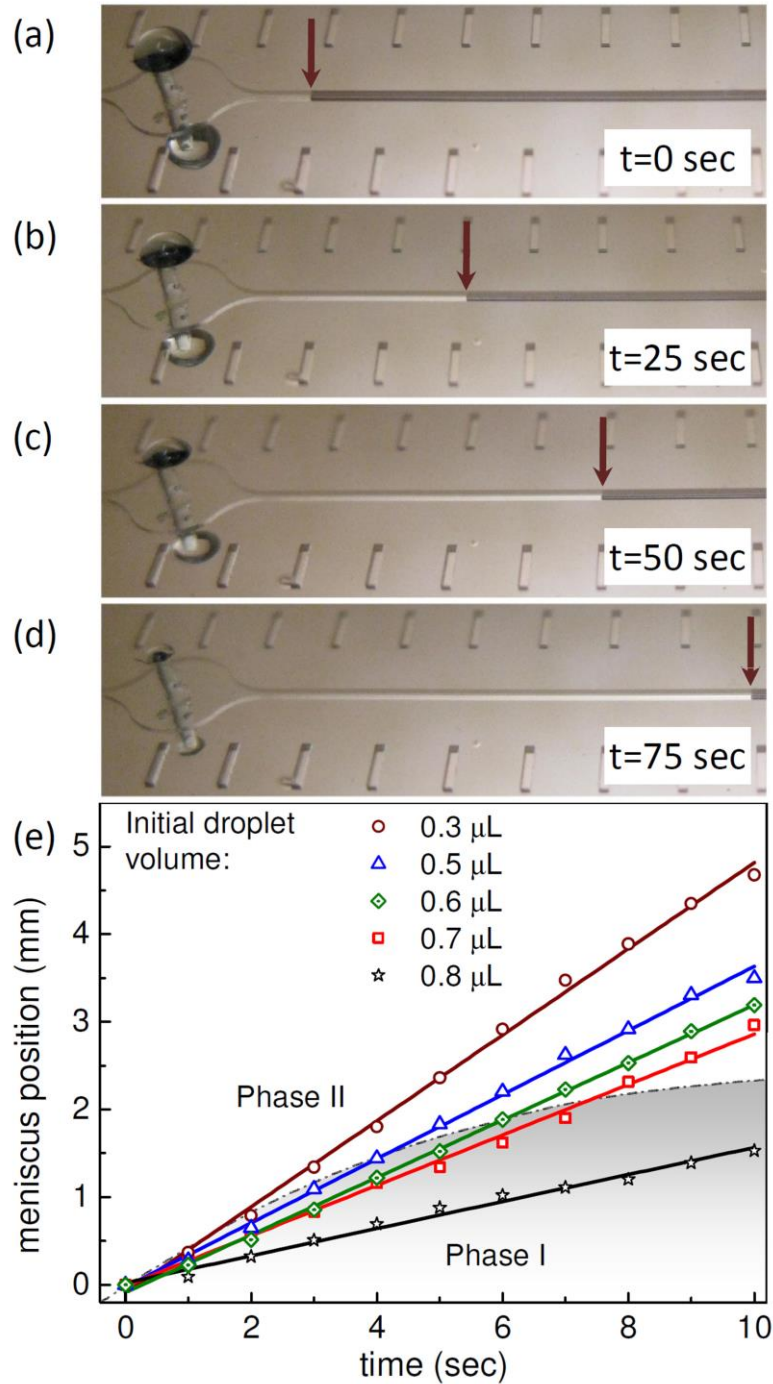 (a)
t=0 sec
(b)
t=25 sec
(c)
t=50 sec
(d)
t=75 sec
(e)
Initial droplet
volume:
0.3 μL
0.5 μL
0.6 μL
0.7 μL
0.8 μL
Phase II
Phase I
meniscus position (mm)
5
4
3
2
1
0
0 2 4 6 8 10
time (sec)